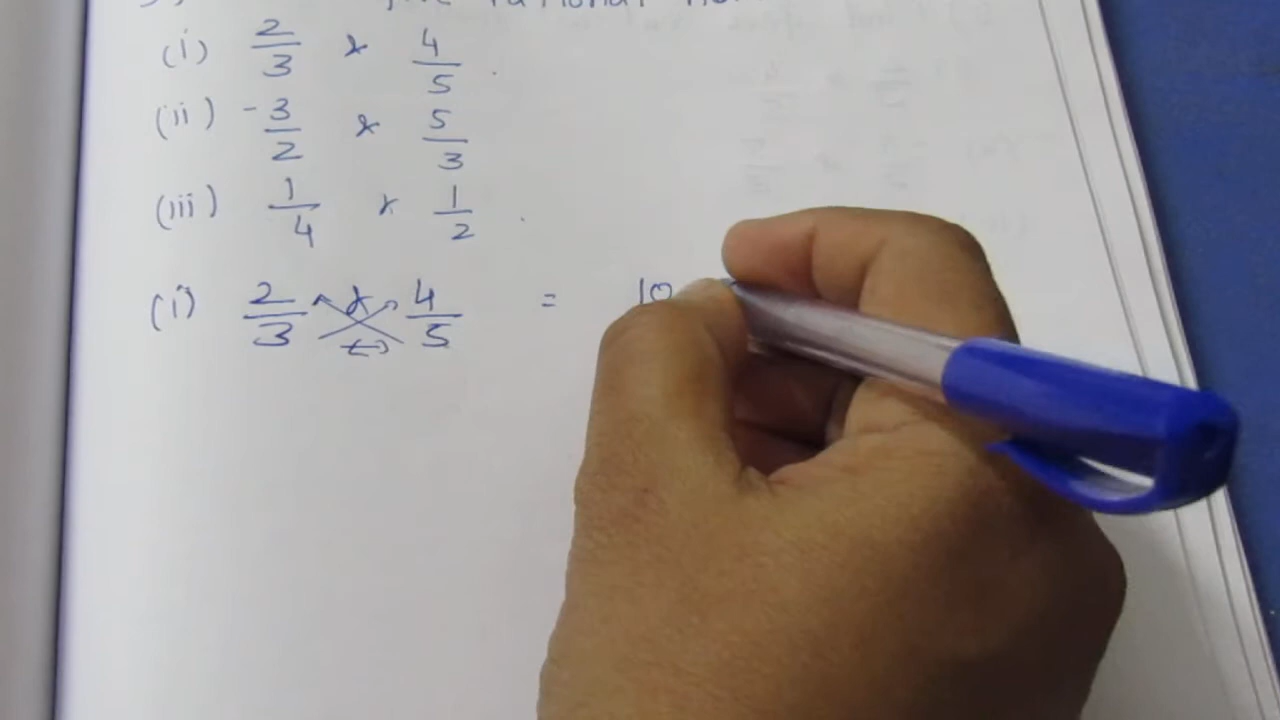 rational
(i) 2/3 × 4/5 .
(ii) -3/2 × 5/3
(iii) 1/4 × 1/2 .
(i) 2/3 × 4/5 = 10